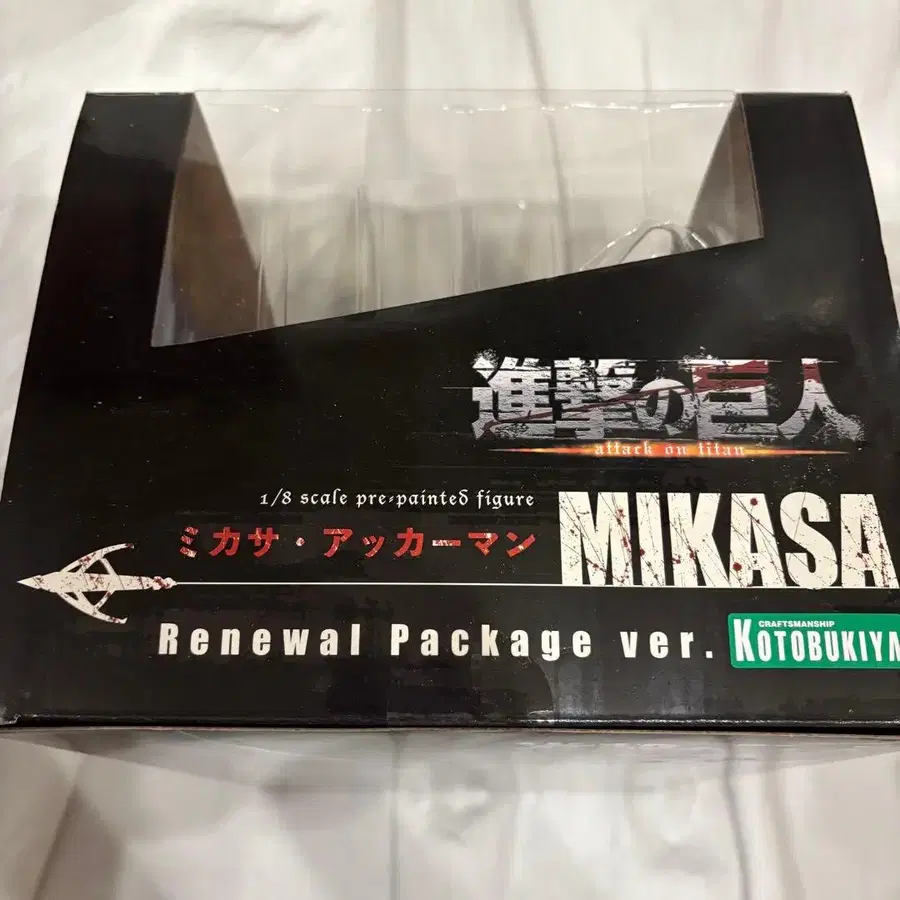 進撃の巨人
attack on titan
1/8 scale pre-painted figure
ミカサ・アッカーマン
MIKASA
Renewal Package ver.
CRAFTSMANSHIP
KOTOBUKIYA